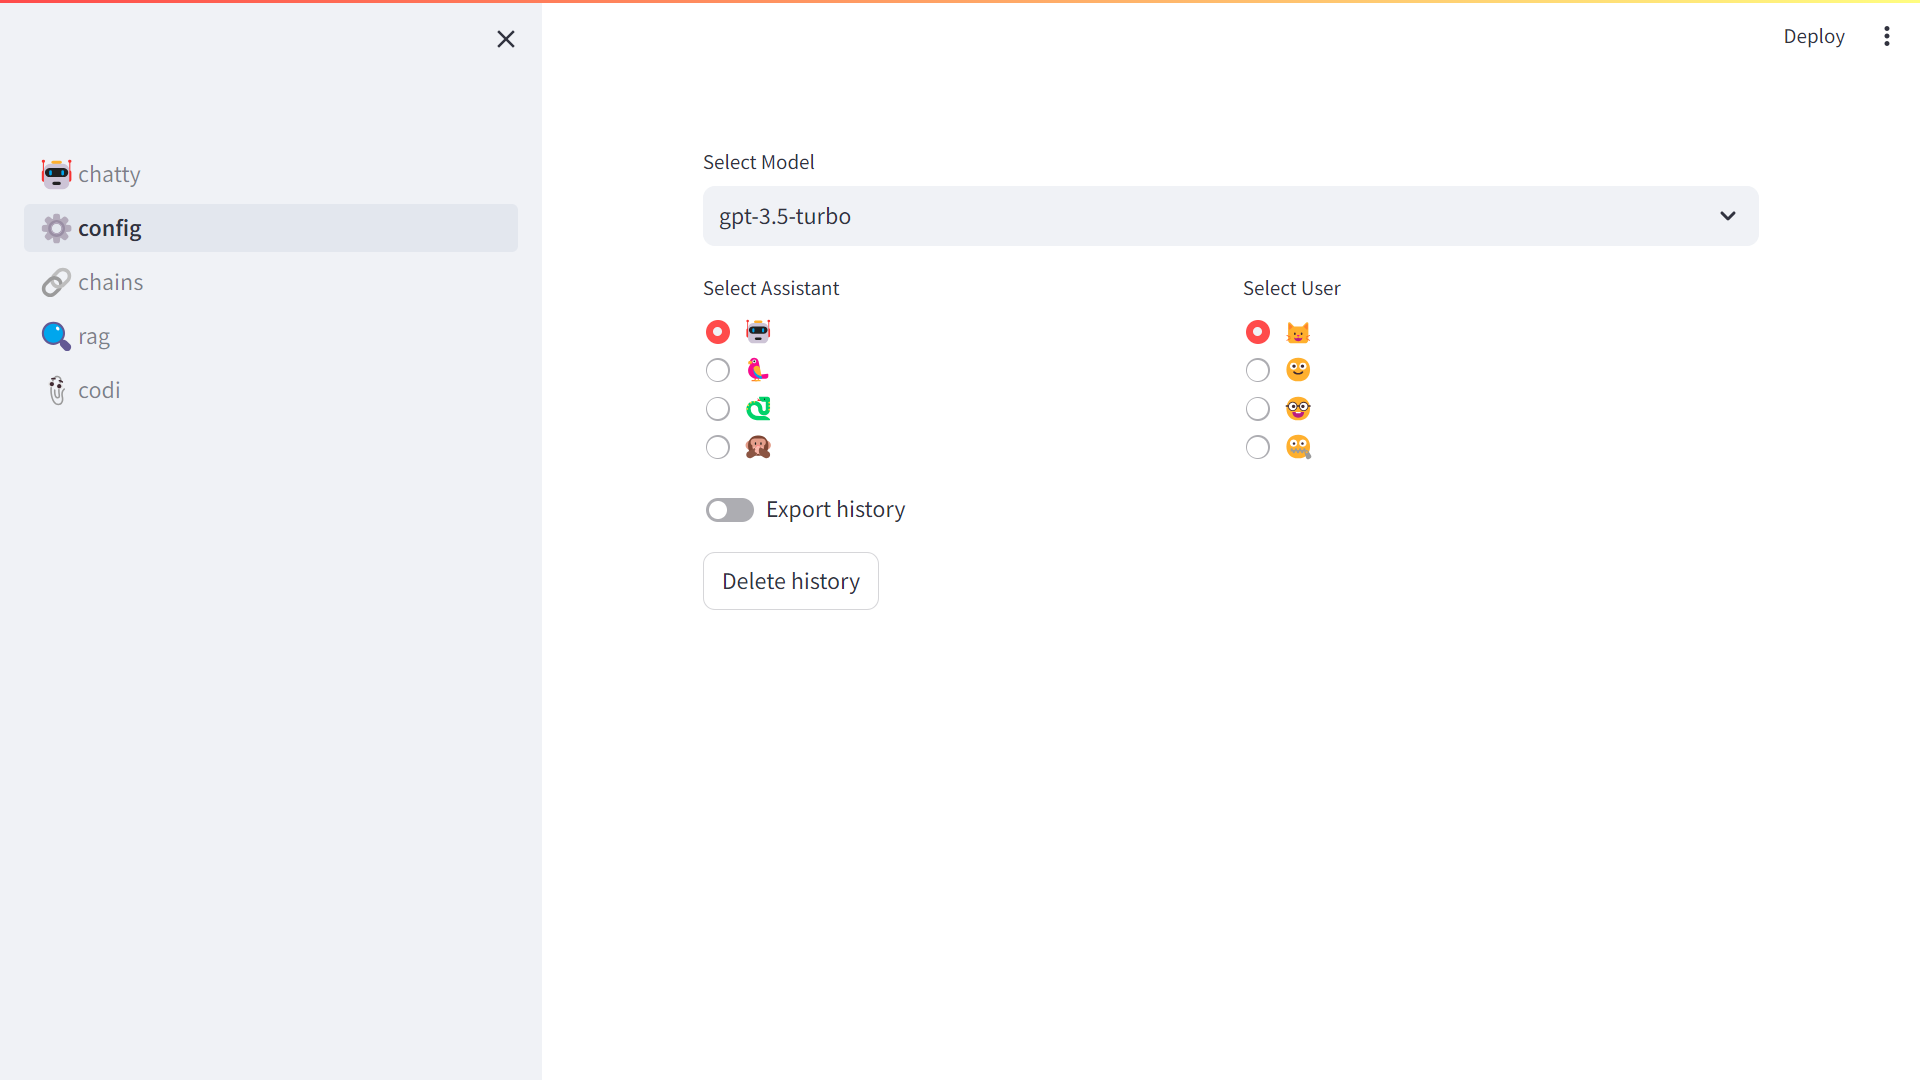 Deploy
chatty
config
chains
rag
codi
Select Model
gpt-3.5-turbo
Select Assistant
Select User
Export history
Delete history